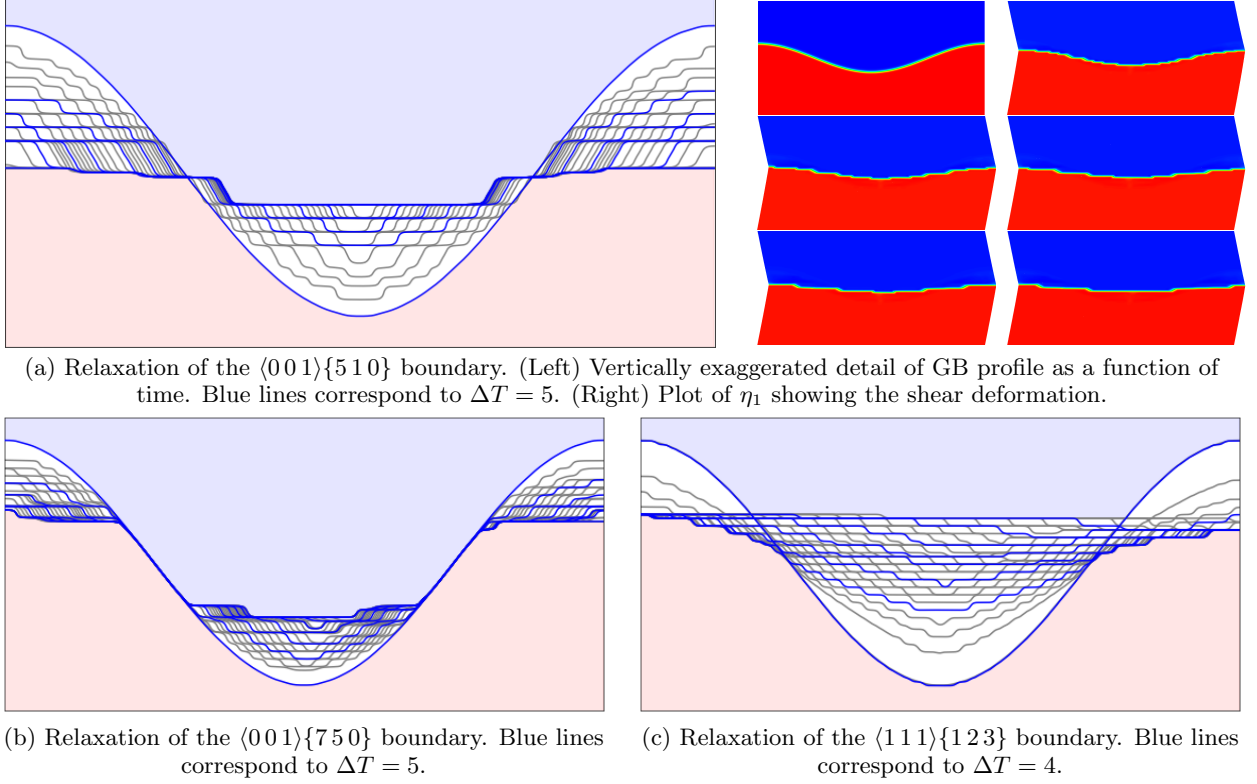 (a) Relaxation of the ⟨0 0 1⟩{5 1 0} boundary. (Left) Vertically exaggerated detail of GB profile as a function of
time. Blue lines correspond to ΔT = 5. (Right) Plot of η₁ showing the shear deformation.
(b) Relaxation of the ⟨0 0 1⟩{7 5 0} boundary. Blue lines
correspond to ΔT = 5.
(c) Relaxation of the ⟨1 1 1⟩{1 2 3} boundary. Blue lines
correspond to ΔT = 4.